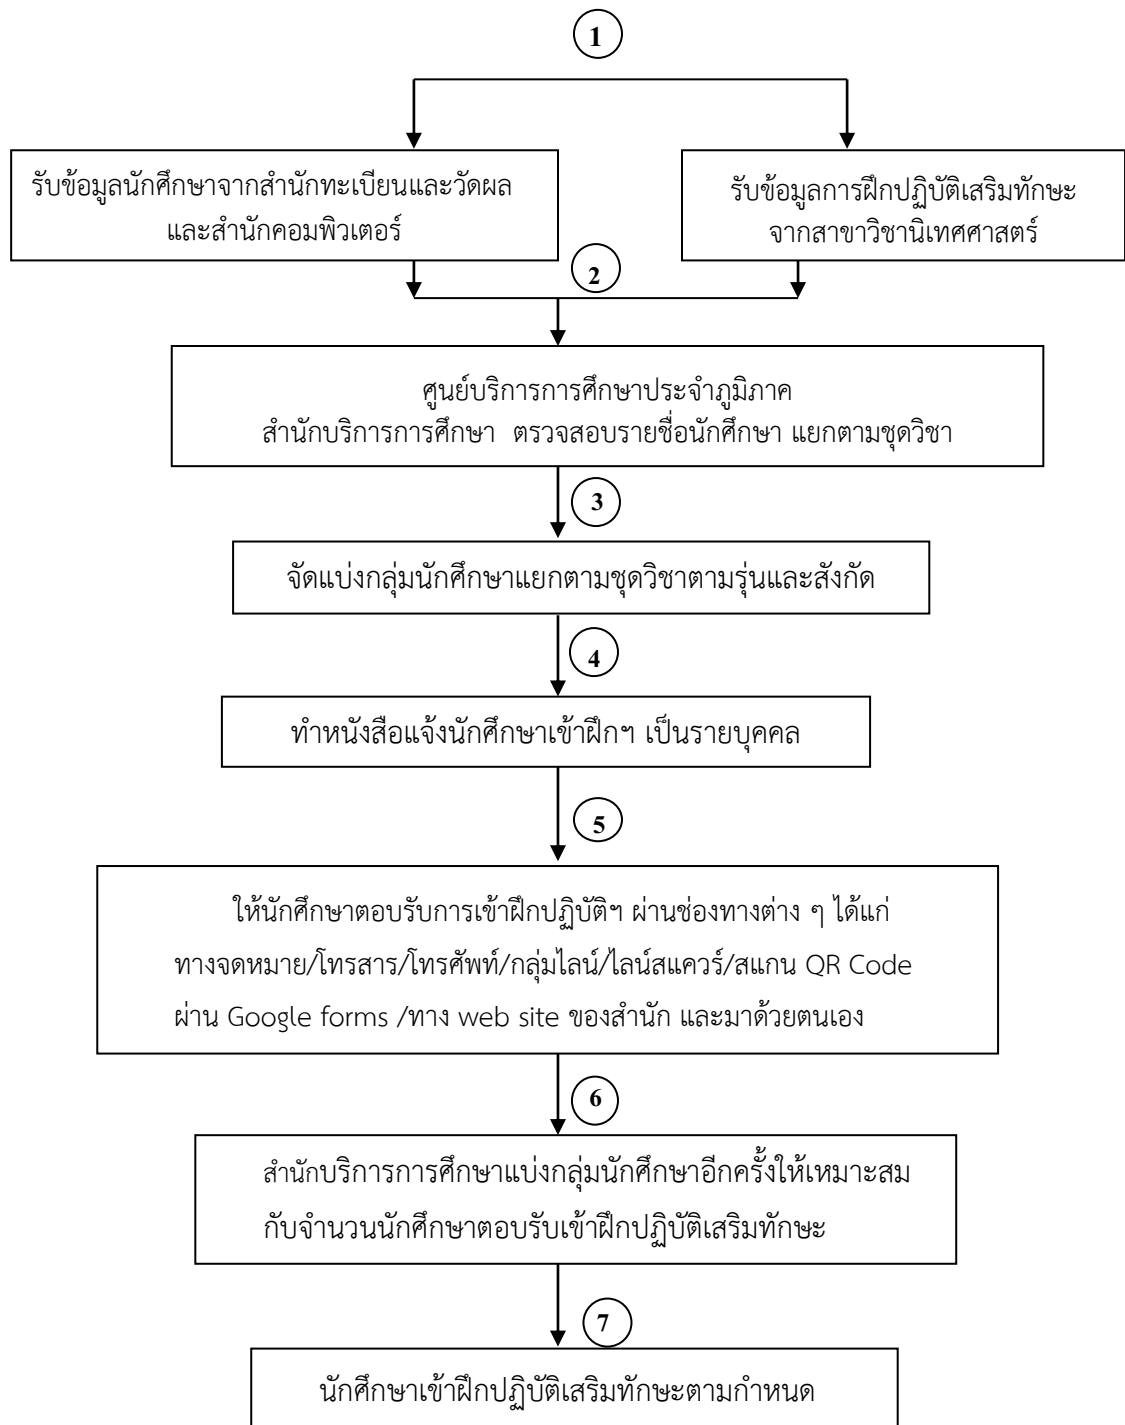 1
รับข้อมูลนักศึกษาจากสำนักทะเบียนและวัดผล
และสำนักคอมพิวเตอร์
รับข้อมูลการฝึกปฏิบัติเสริมทักษะ
จากสาขาวิชานิเทศศาสตร์
2
ศูนย์บริการการศึกษาประจำภูมิภาค
สำนักบริการการศึกษา ตรวจสอบรายชื่อนักศึกษา แยกตามชุดวิชา
3
จัดแบ่งกลุ่มนักศึกษาแยกตามชุดวิชาตามรุ่นและสังกัด
4
ทำหนังสือแจ้งนักศึกษาเข้าฝึกฯ เป็นรายบุคคล
5
ให้นักศึกษาตอบรับการเข้าฝึกปฏิบัติฯ ผ่านช่องทางต่าง ๆ ได้แก่
ทางจดหมาย/โทรสาร/โทรศัพท์/กลุ่มไลน์/ไลน์สแควร์/สแกน QR Code
ผ่าน Google forms /ทาง web site ของสำนัก และมาด้วยตนเอง
6
สำนักบริการการศึกษาแบ่งกลุ่มนักศึกษาอีกครั้งให้เหมาะสม
กับจำนวนนักศึกษาตอบรับเข้าฝึกปฏิบัติเสริมทักษะ
7
นักศึกษาเข้าฝึกปฏิบัติเสริมทักษะตามกำหนด